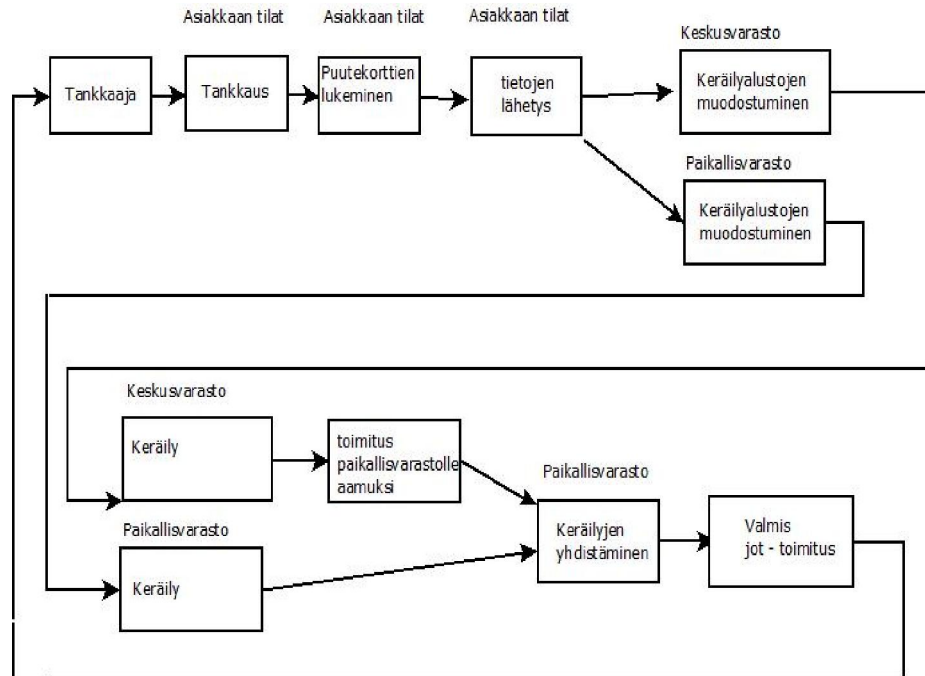 Asiakkaan tilat
Asiakkaan tilat
Asiakkaan tilat
Keskusvarasto
Tankkaaja
Tankkaus
Puutekorttien
lukeminen
tietojen
lähetys
Keräilyalustojen
muodostuminen
Paikallisvarasto
Keräilyalustojen
muodostuminen
Keskusvarasto
Keräily
toimitus
paikallisvarastolle
aamuksi
Paikallisvarasto
Keräilyjen
yhdistäminen
Valmis
jot - toimitus
Paikallisvarasto
Keräily